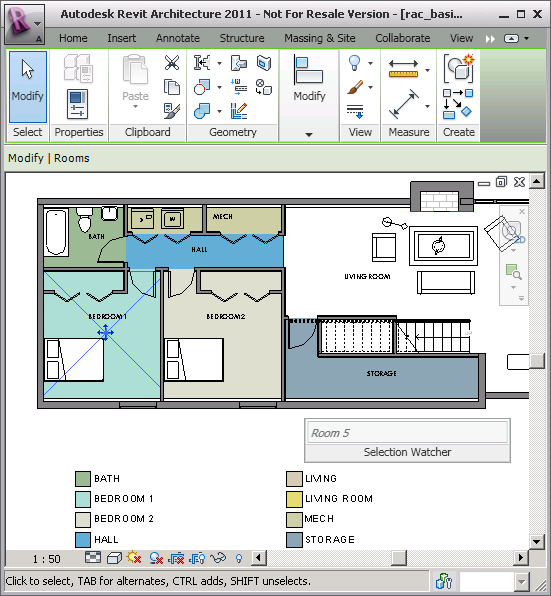 Autodesk Revit Architecture 2011 - Not For Resale Version - [rac_basi...
Home Insert Annotate Structure Massing & Site Collaborate View
Modify Paste Modify
Select Properties Clipboard Geometry View Measure Create
Modify | Rooms
MECH
BATH
HALL
2D
LIVING ROOM
BEDROOM1 BEDROOM2
STORAGE
Room 5
Selection Watcher
BATH LIVING
BEDROOM 1 LIVING ROOM
BEDROOM 2 MECH
HALL STORAGE
1 : 50
Click to select, TAB for alternates, CTRL adds, SHIFT unselects.